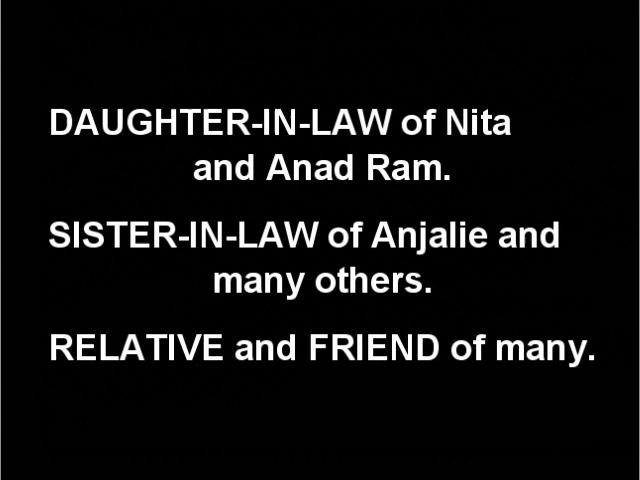 DAUGHTER-IN-LAW of Nita
and Anad Ram.
SISTER-IN-LAW of Anjalie and
many others.
RELATIVE and FRIEND of many.